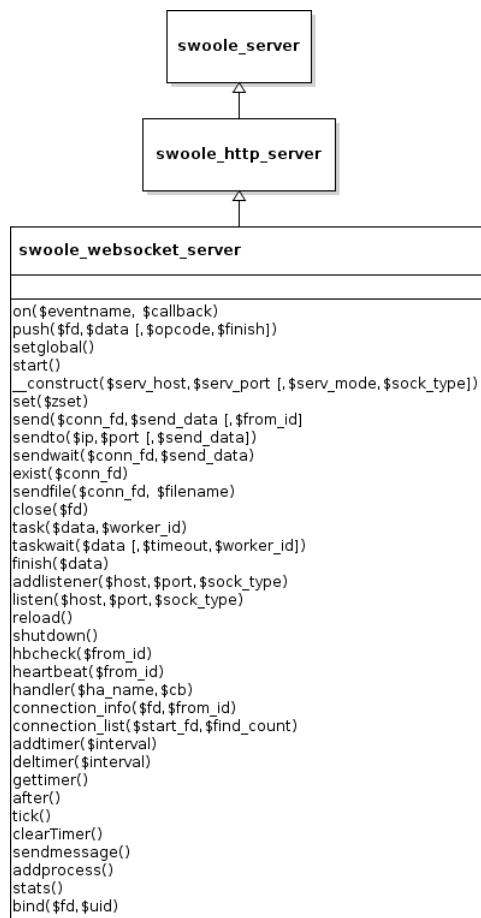 swoole_server
swoole_http_server
swoole_websocket_server
on($eventname, $callback)
push($fd,$data [,$opcode,$finish])
setglobal()
start()
__construct($serv_host,$serv_port [,$serv_mode,$sock_type])
set($zset)
send($conn_fd,$send_data [,$from_id]
sendto($ip,$port [,$send_data])
sendwait($conn_fd,$send_data)
exist($conn_fd)
sendfile($conn_fd, $filename)
close($fd)
task($data,$worker_id)
taskwait($data [,$timeout,$worker_id])
finish($data)
addlistener($host,$port,$sock_type)
listen($host,$port,$sock_type)
reload()
shutdown()
hbcheck($from_id)
heartbeat($from_id)
handler($ha_name,$cb)
connection_info($fd,$from_id)
connection_list($start_fd,$find_count)
addtimer($interval)
deltimer($interval)
gettimer()
after()
tick()
clearTimer()
sendmessage()
addprocess()
stats()
bind($fd,$uid)